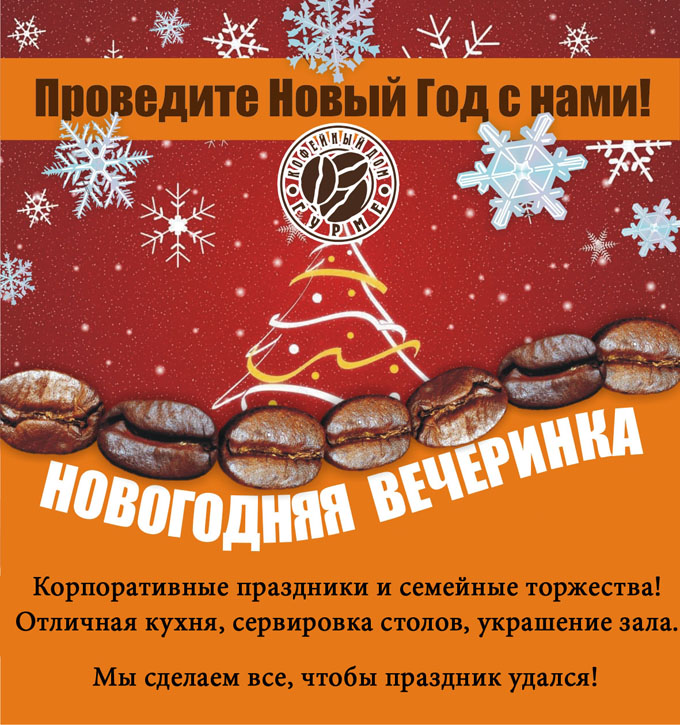 Проведите Новый Год с нами!
КОФЕЙНЫЙ ДОМ
ГУРМЕ
НОВОГОДНЯЯ ВЕЧЕРИНКА
Корпоративные праздники и семейные торжества!
Отличная кухня, сервировка столов, украшение зала.
Мы сделаем все, чтобы праздник удался!